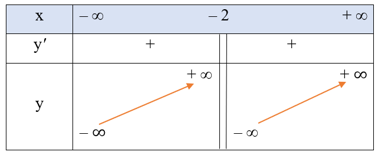 x − ∞ − 2 + ∞
y′ + +
+ ∞ + ∞
y
− ∞ − ∞